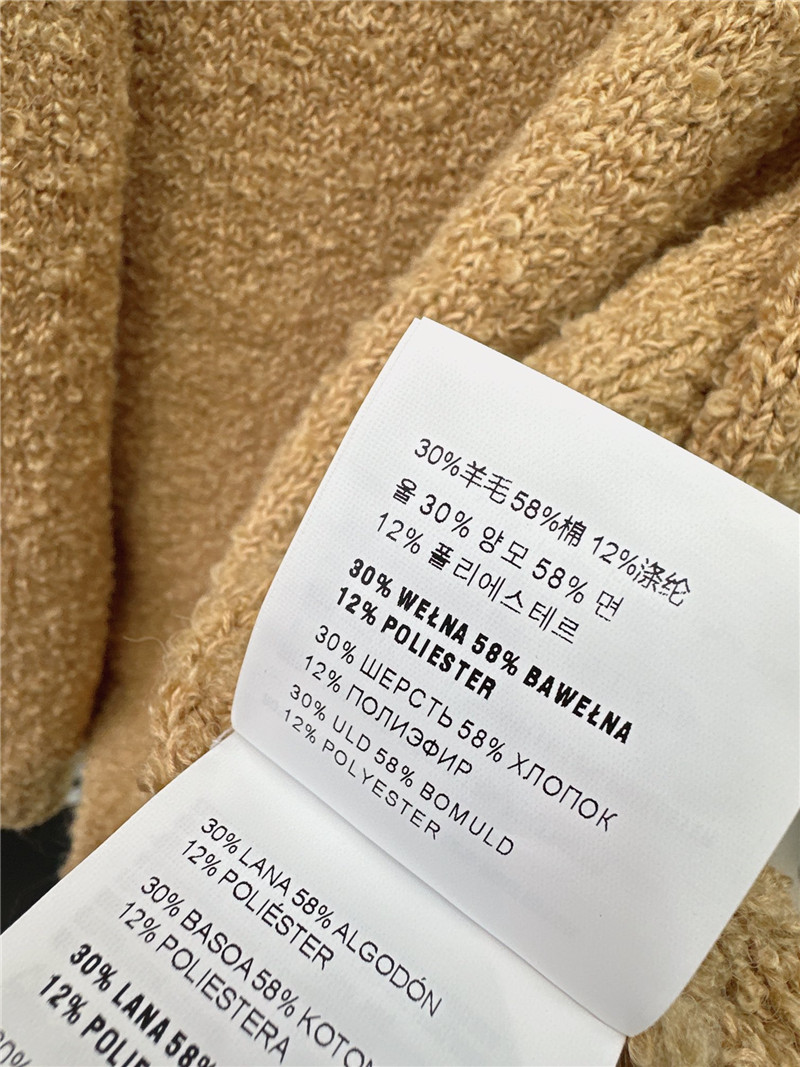 30%羊毛58%棉 12%涤纶
울 30% 양모 58% 면
12% 폴리에스테르
30% WEŁNA 58% BAWEŁNA
12% POLIESTER
30% ШЕРСТЬ 58% ХЛОПОК
12% ПОЛИЭФИР
30% ULD 58% BOMULD
12% POLYESTER
30% LANA 58% ALGODÓN
12% POLIÉSTER
30% BASOA 58% KOTON
12% POLIESTERA
30% LANA 58%
12%